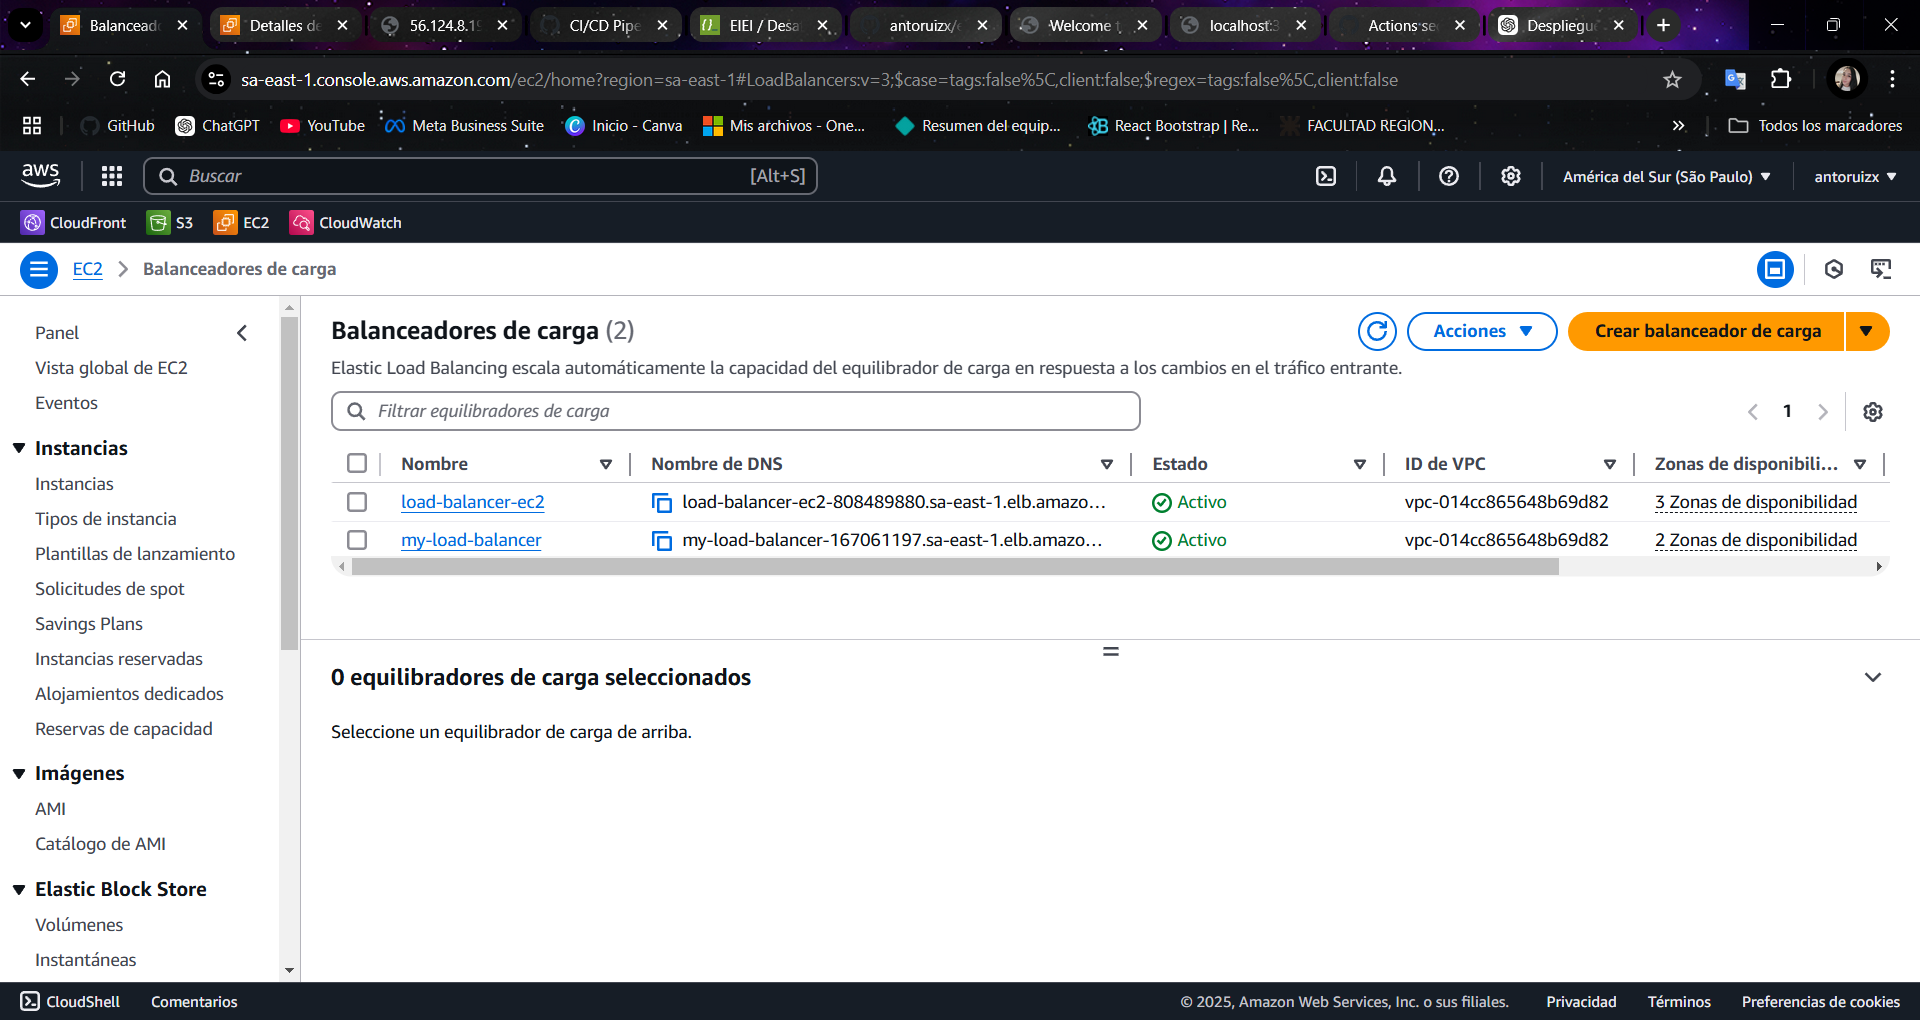 Balanceado
Detalles de
56.124.8.19
CI/CD Pipe
EIEI / Desa
antoruizx/e
Welcome t
localhost:3
Actions se
Despliegue
sa-east-1.console.aws.amazon.com/ec2/home?region=sa-east-1#LoadBalancers:v=3;$case=tags:false%5C,client:false;$regex=tags:false%5C,client:false
GitHub
ChatGPT
YouTube
Meta Business Suite
Inicio - Canva
Mis archivos - One...
Resumen del equip...
React Bootstrap | Re...
FACULTAD REGION...
Todos los marcadores
aws
Buscar
[Alt+S]
América del Sur (São Paulo)
antoruizx
CloudFront
S3
EC2
CloudWatch
EC2
Balanceadores de carga
Panel
Vista global de EC2
Eventos
Instancias
Instancias
Tipos de instancia
Plantillas de lanzamiento
Solicitudes de spot
Savings Plans
Instancias reservadas
Alojamientos dedicados
Reservas de capacidad
Imágenes
AMI
Catálogo de AMI
Elastic Block Store
Volúmenes
Instantáneas
Balanceadores de carga (2)
Acciones
Crear balanceador de carga
Elastic Load Balancing escala automáticamente la capacidad del equilibrador de carga en respuesta a los cambios en el tráfico entrante.
Filtrar equilibradores de carga
1
Nombre
Nombre de DNS
Estado
ID de VPC
Zonas de disponibili...
load-balancer-ec2
load-balancer-ec2-808489880.sa-east-1.elb.amazo...
Activo
vpc-014cc865648b69d82
3 Zonas de disponibilidad
my-load-balancer
my-load-balancer-167061197.sa-east-1.elb.amazo...
Activo
vpc-014cc865648b69d82
2 Zonas de disponibilidad
0 equilibradores de carga seleccionados
Seleccione un equilibrador de carga de arriba.
CloudShell
Comentarios
© 2025, Amazon Web Services, Inc. o sus filiales.
Privacidad
Términos
Preferencias de cookies